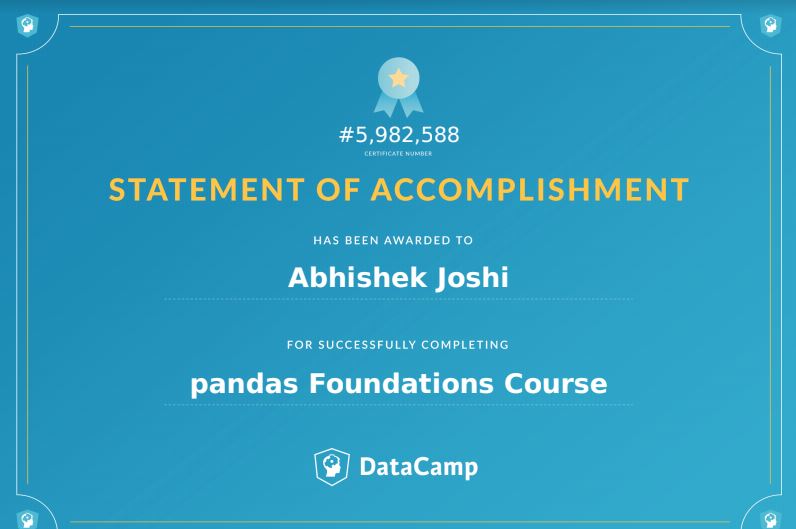 #5,982,588
CERTIFICATE NUMBER
STATEMENT OF ACCOMPLISHMENT
HAS BEEN AWARDED TO
Abhishek Joshi
FOR SUCCESSFULLY COMPLETING
pandas Foundations Course
DataCamp